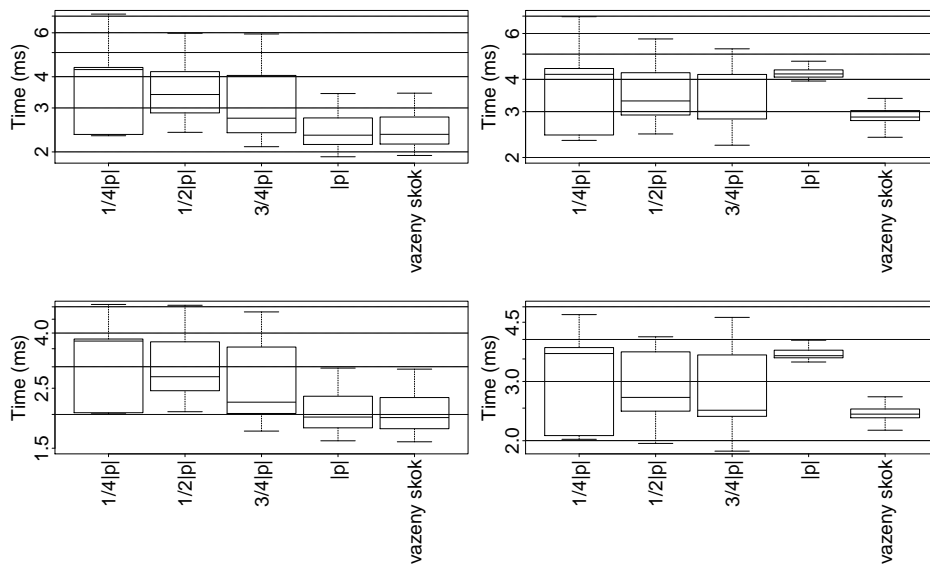 Time (ms)
6
4
3
2
1/4|p|
1/2|p|
3/4|p|
|p|
vazeny skok
Time (ms)
6
4
3
2
1/4|p|
1/2|p|
3/4|p|
|p|
vazeny skok
Time (ms)
4.0
2.5
1.5
1/4|p|
1/2|p|
3/4|p|
|p|
vazeny skok
Time (ms)
4.5
3.0
2.0
1/4|p|
1/2|p|
3/4|p|
|p|
vazeny skok